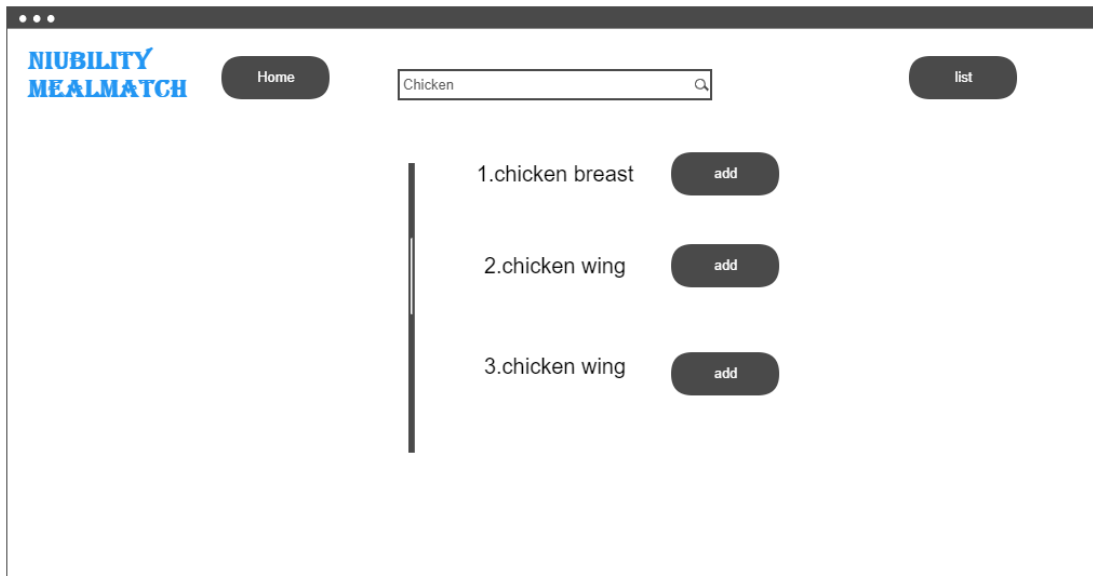 NIUBILITY
MEALMATCH
Home
Chicken
list
1.chicken breast
add
2.chicken wing
add
3.chicken wing
add